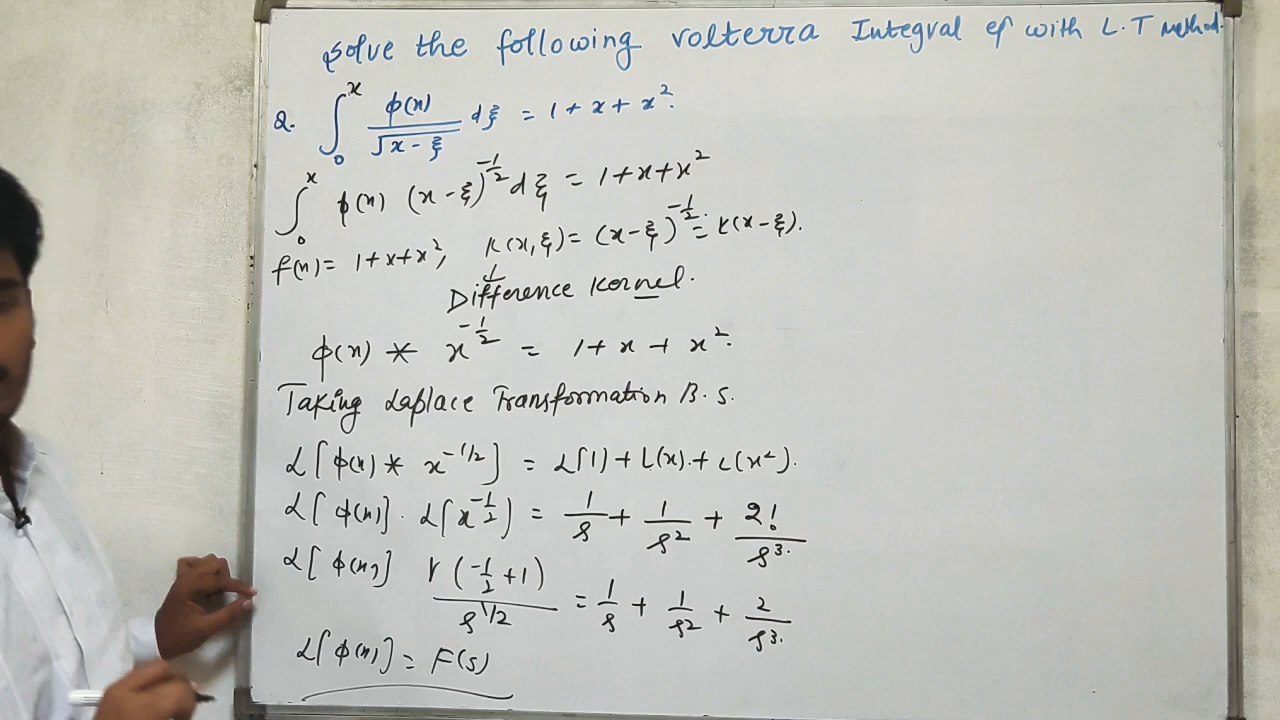 Solve the following volterra Integral eq with L.T method.
Q. ∫₀ˣ ϕ(x)/√(x-ξ) dξ = 1 + x + x².
∫₀ˣ ϕ(x) (x-ξ)^(-1/2) dξ = 1+x+x²
f(x) = 1+x+x², K(x,ξ) = (x-ξ)^(-1/2) = K(x-ξ).
↓
Difference Kernel.
ϕ(x) * x^(-1/2) = 1 + x + x².
Taking Laplace Transformation B.S.
L[ϕ(x) * x^(-1/2)] = L[1) + L(x) + L(x²).
L[ϕ(x)] . L[x^(-1/2)) = 1/s + 1/s² + 2!/s³.
L[ϕ(x)] Γ(-1/2 +1)/s^(1/2) = 1/s + 1/s² + 2/s³.
L[ϕ(x)] = F(s)